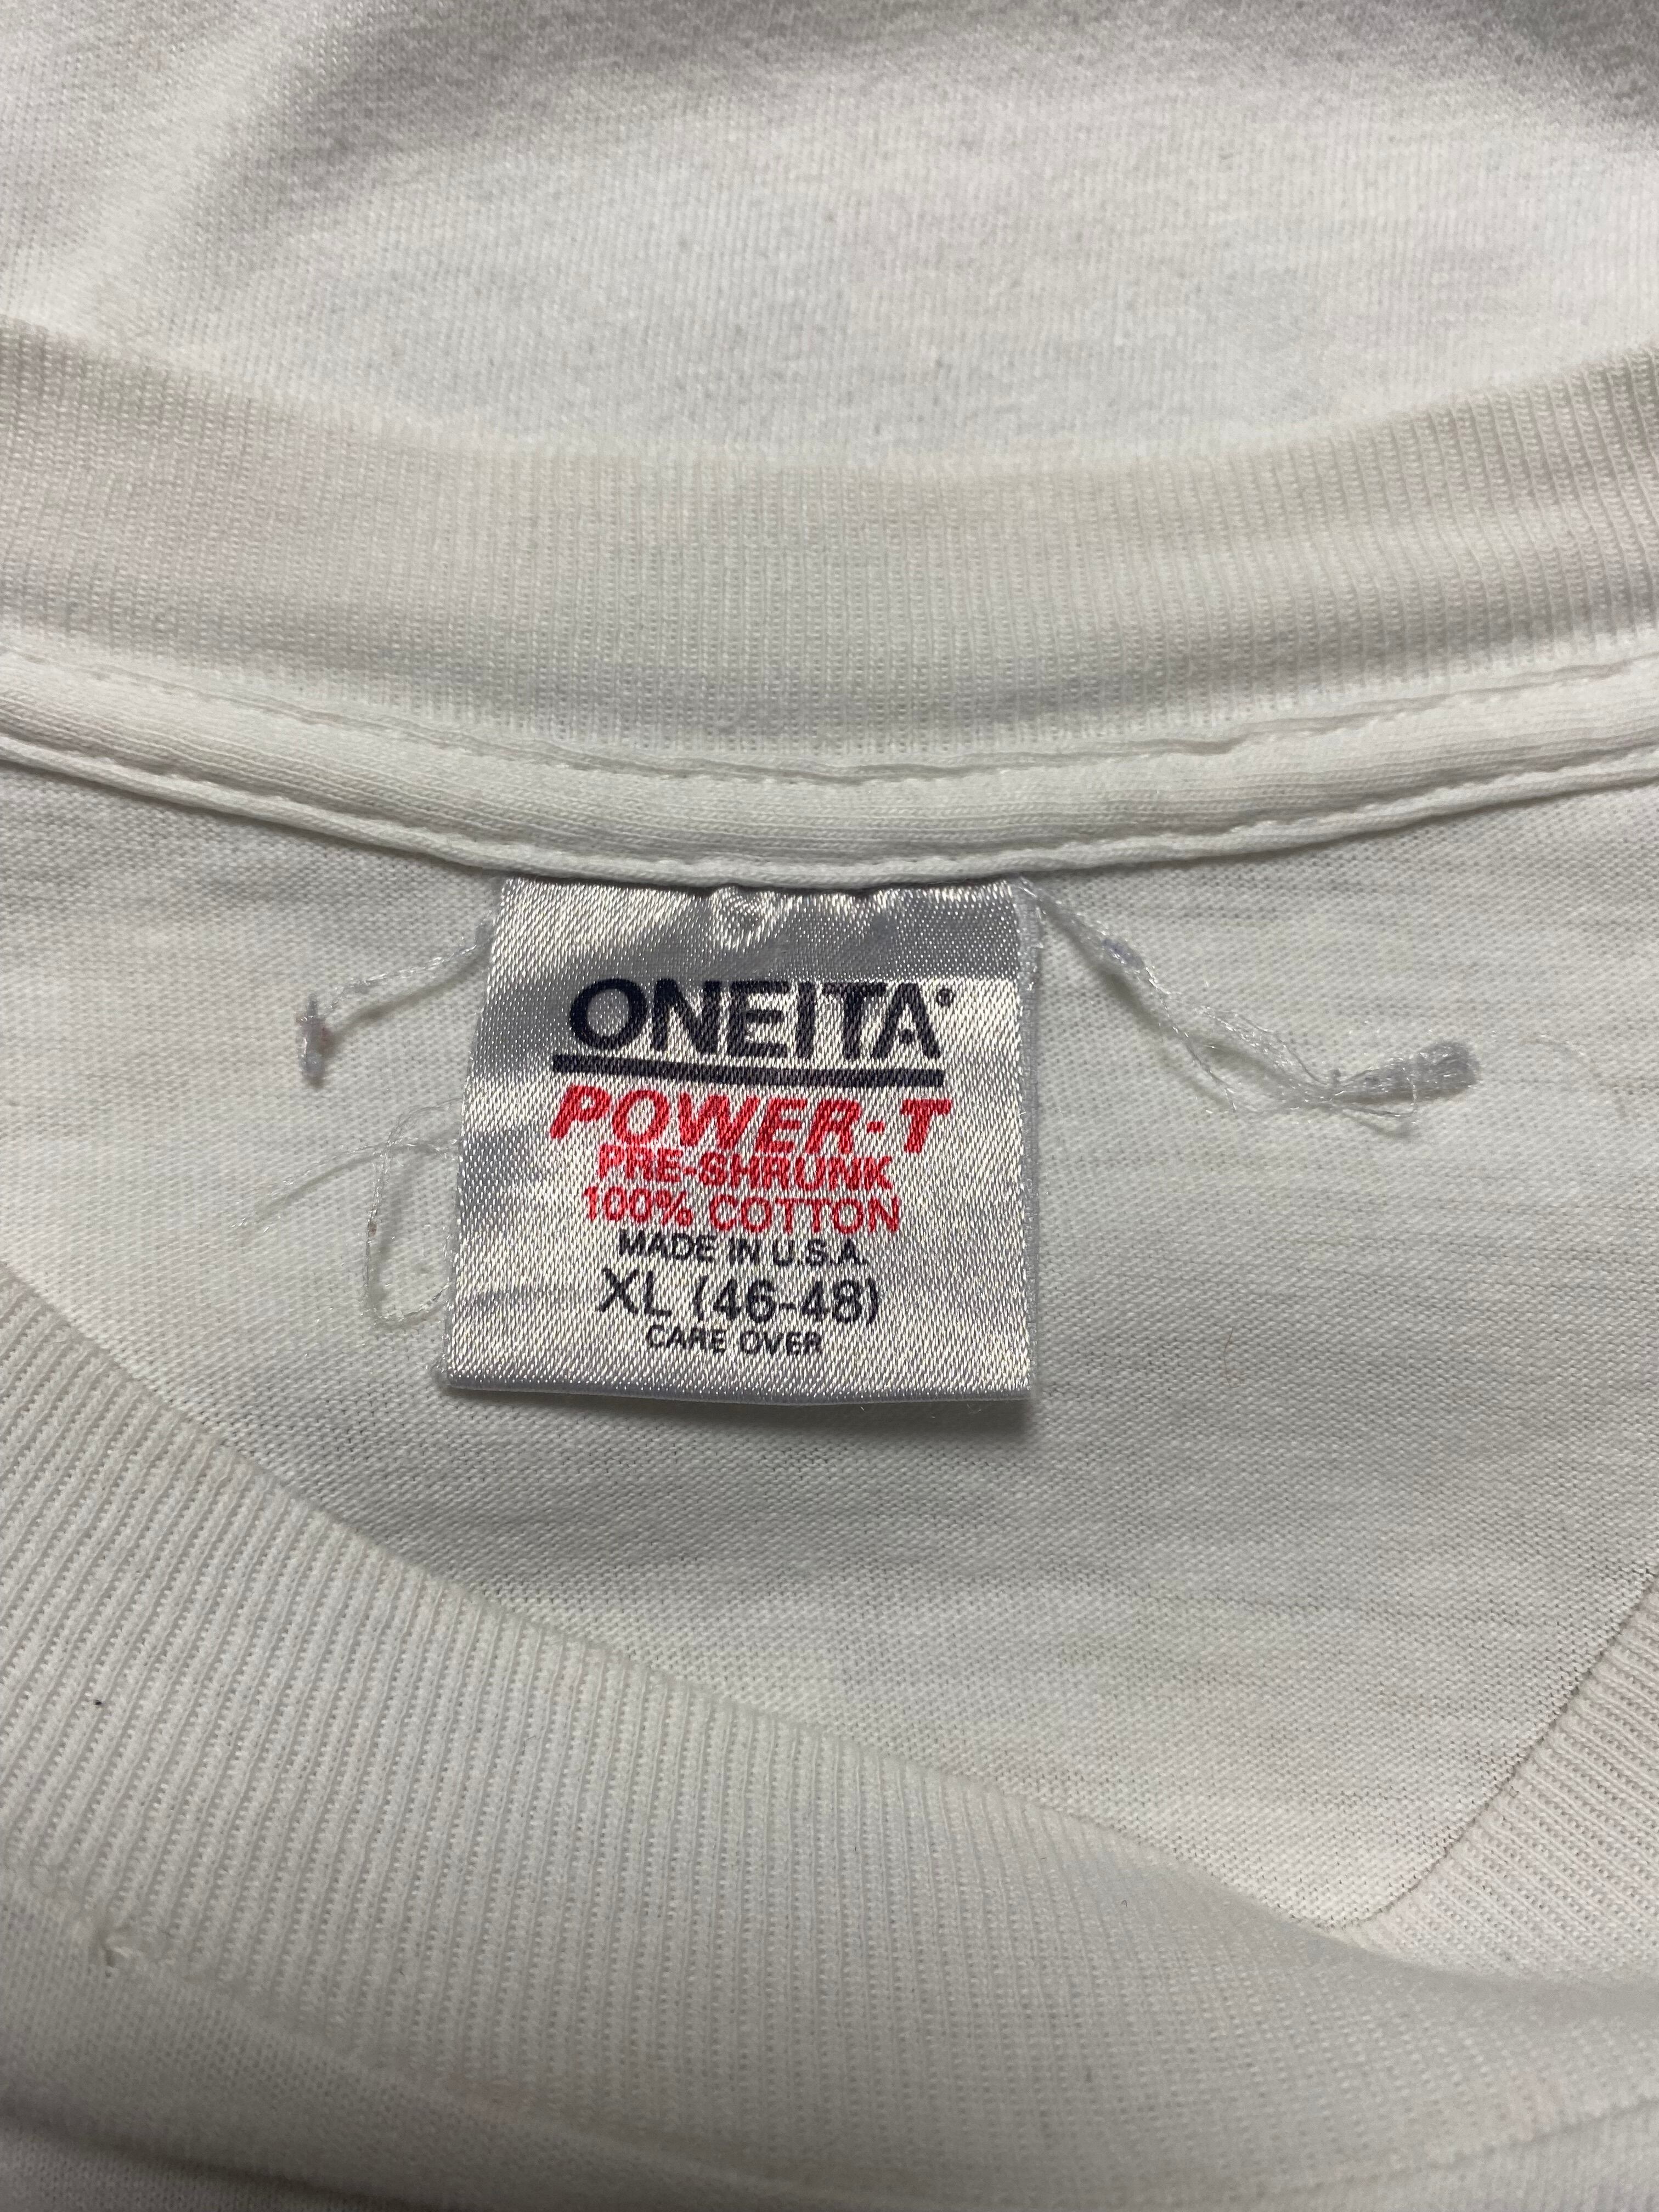 ONEITA
POWER-T
PRE-SHRUNK
100% COTTON
MADE IN U.S.A.
XL (46-48)
CARE OVER